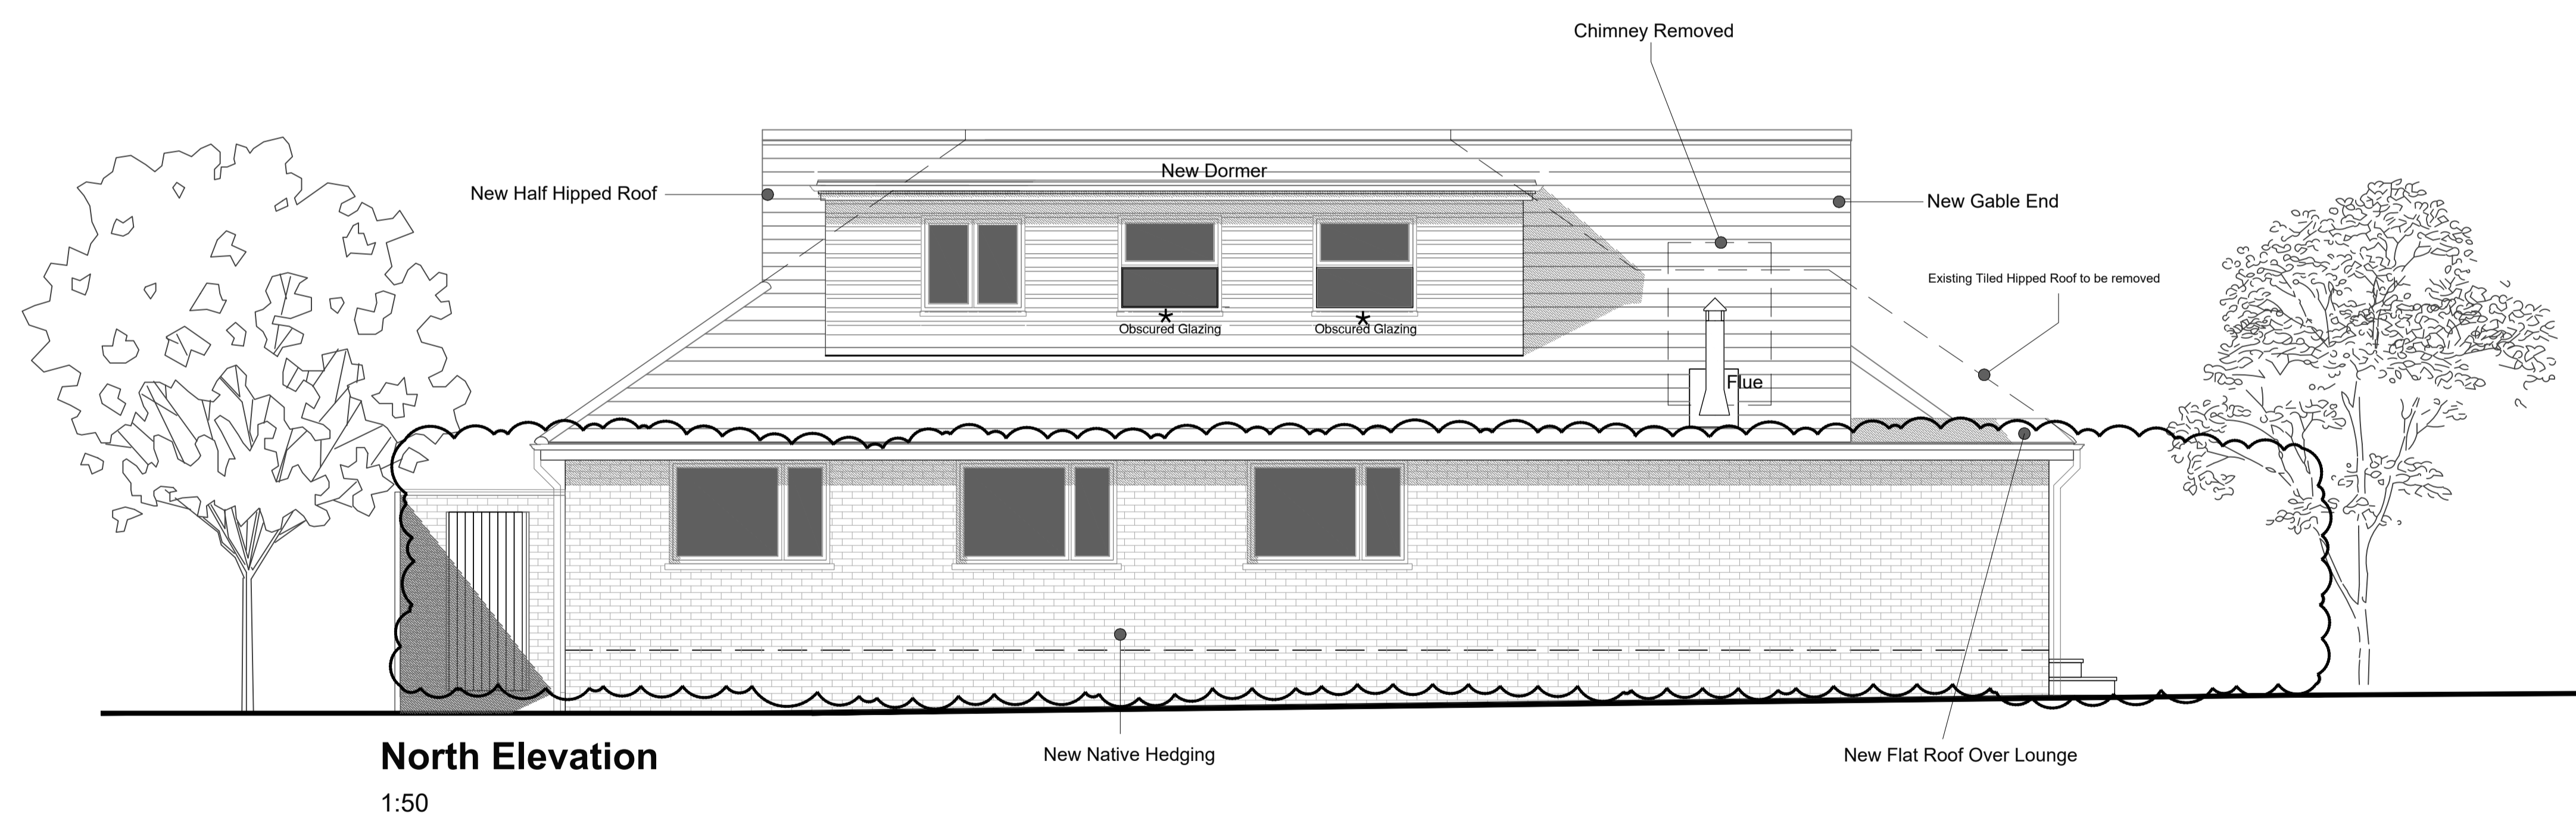 Chimney Removed
New Dormer
New Half Hipped Roof
New Gable End
Existing Tiled Hipped Roof to be removed
Obscured Glazing
Obscured Glazing
Flue
New Native Hedging
New Flat Roof Over Lounge
North Elevation
1:50